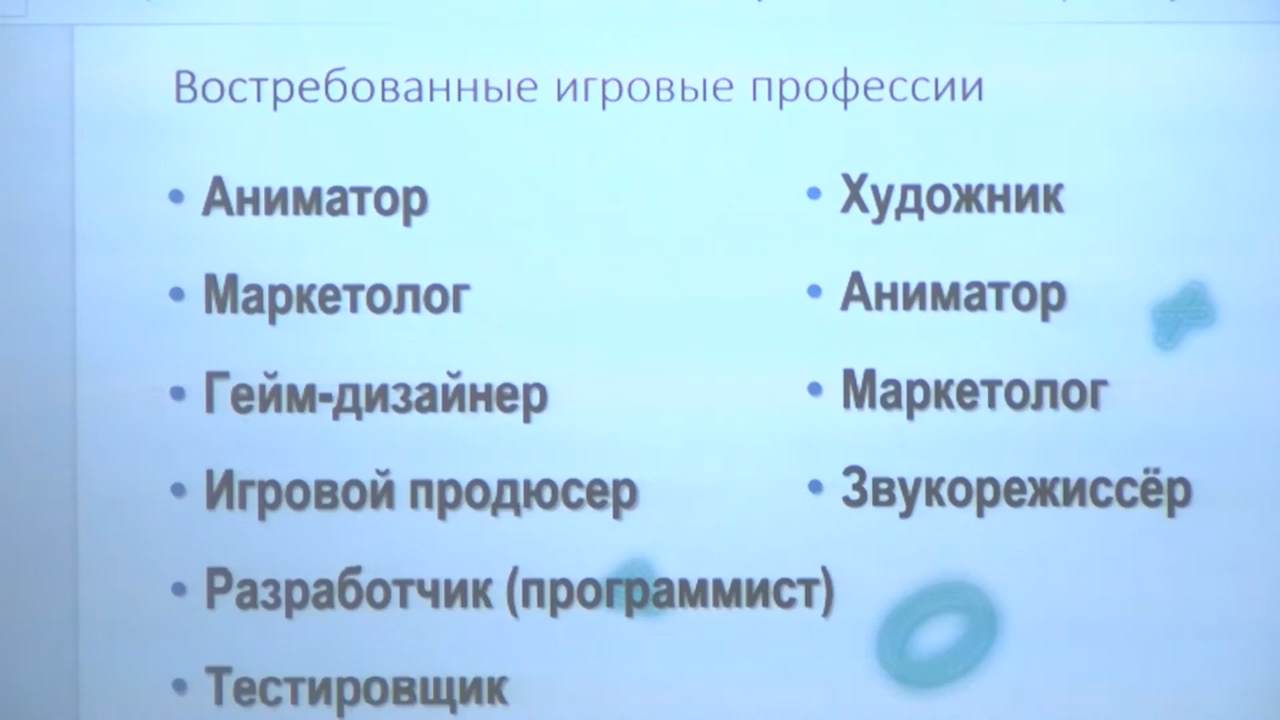 Востребованные игровые профессии
• Аниматор
• Маркетолог
• Гейм-дизайнер
• Игровой продюсер
• Разработчик (программист)
• Тестировщик
• Художник
• Аниматор
• Маркетолог
• Звукорежиссёр